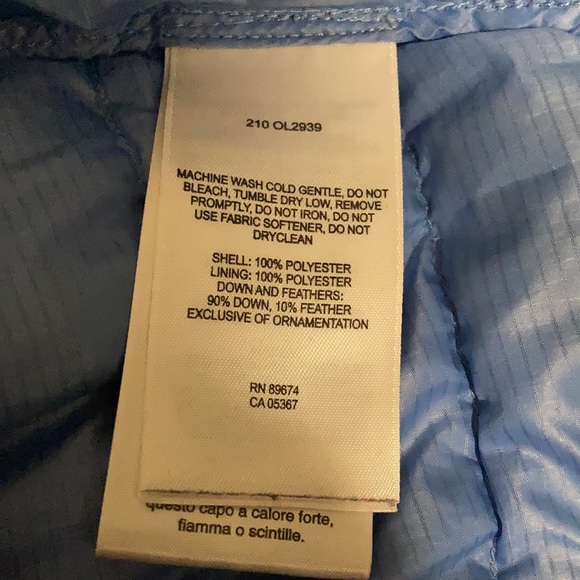 210 OL2939
MACHINE WASH COLD GENTLE, DO NOT
BLEACH, TUMBLE DRY LOW, REMOVE
PROMPTLY, DO NOT IRON, DO NOT
USE FABRIC SOFTENER, DO NOT
DRYCLEAN
SHELL: 100% POLYESTER
LINING: 100% POLYESTER
DOWN AND FEATHERS:
90% DOWN, 10% FEATHER
EXCLUSIVE OF ORNAMENTATION
RN 89674
CA 05367
questo capo a calore forte,
fiamma o scintille.